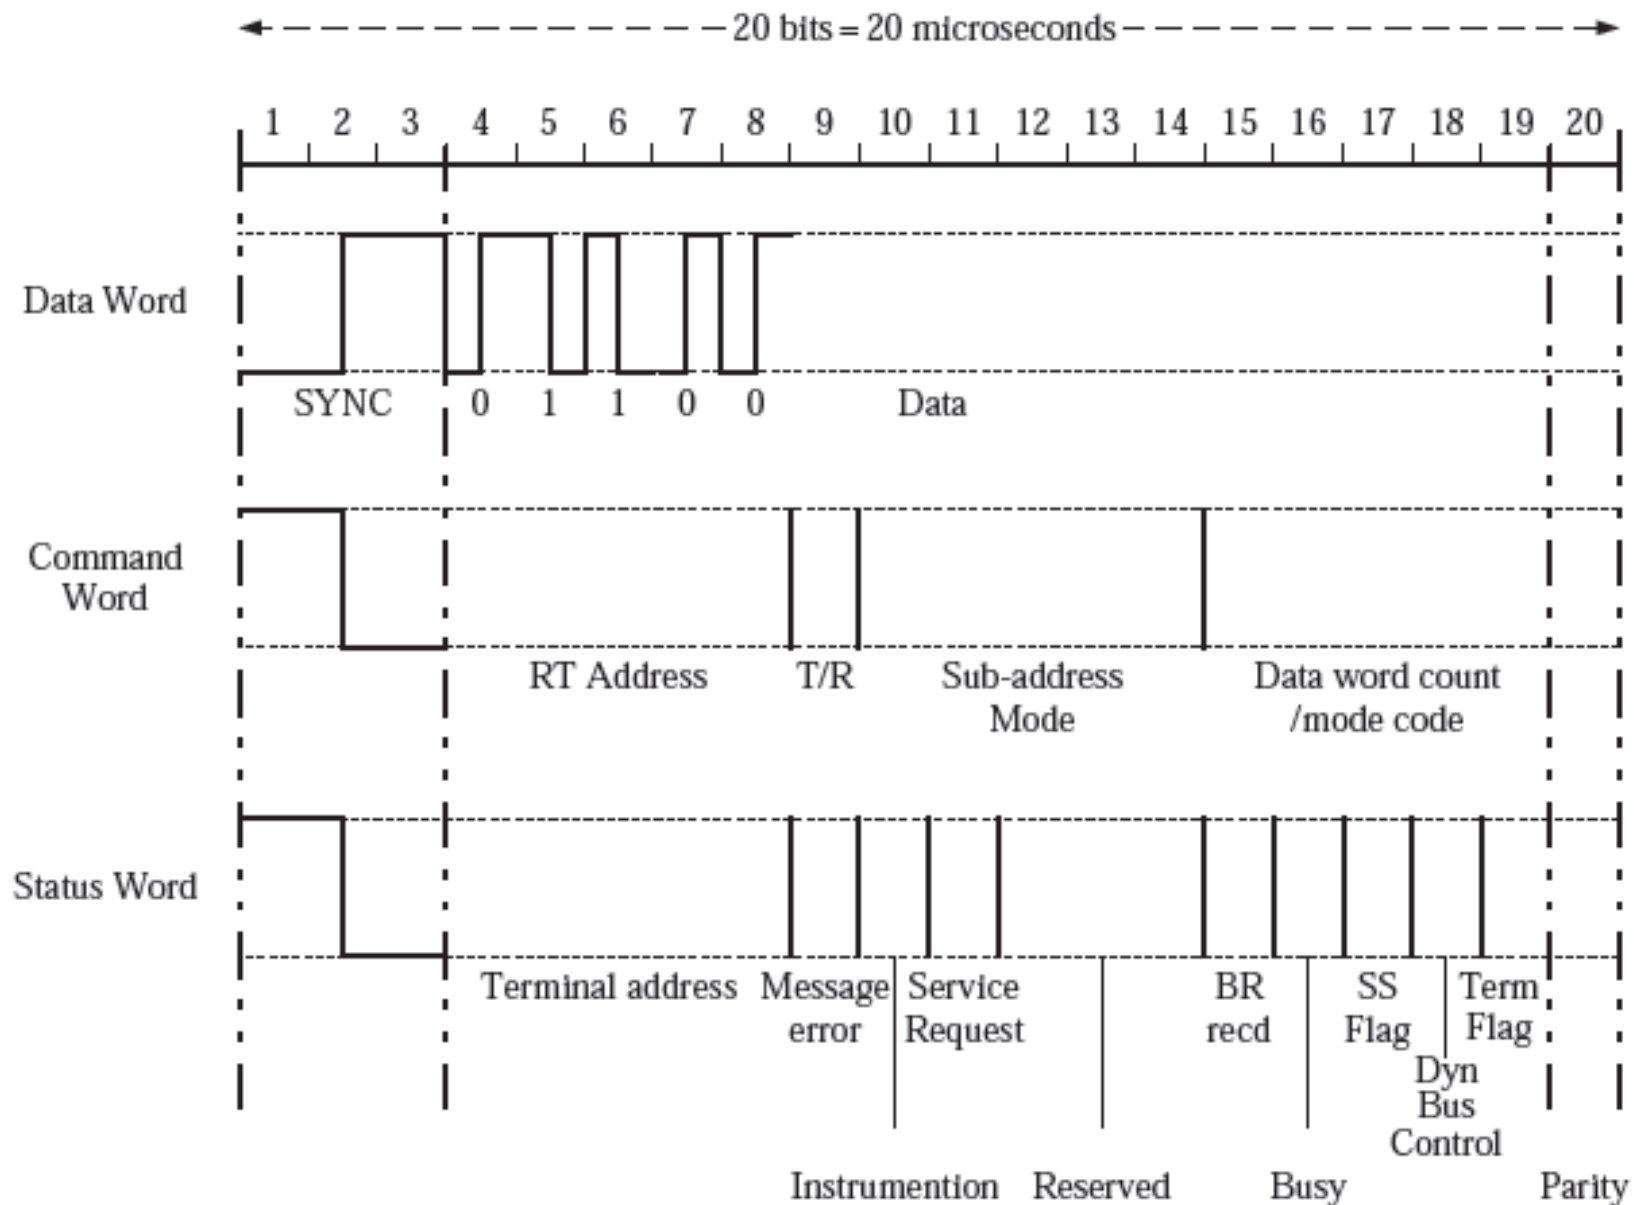 20 bits = 20 microseconds
1 2 3 4 5 6 7 8 9 10 11 12 13 14 15 16 17 18 19 20
Data Word
SYNC 0 1 1 0 0 Data
Command
Word
RT Address T/R Sub-address
Mode
Data word count
/mode code
Status Word
Terminal address
Message
error
Service
Request
BR
recd
SS
Flag
Term
Flag
Dyn
Bus
Control
Instrumention Reserved Busy Parity